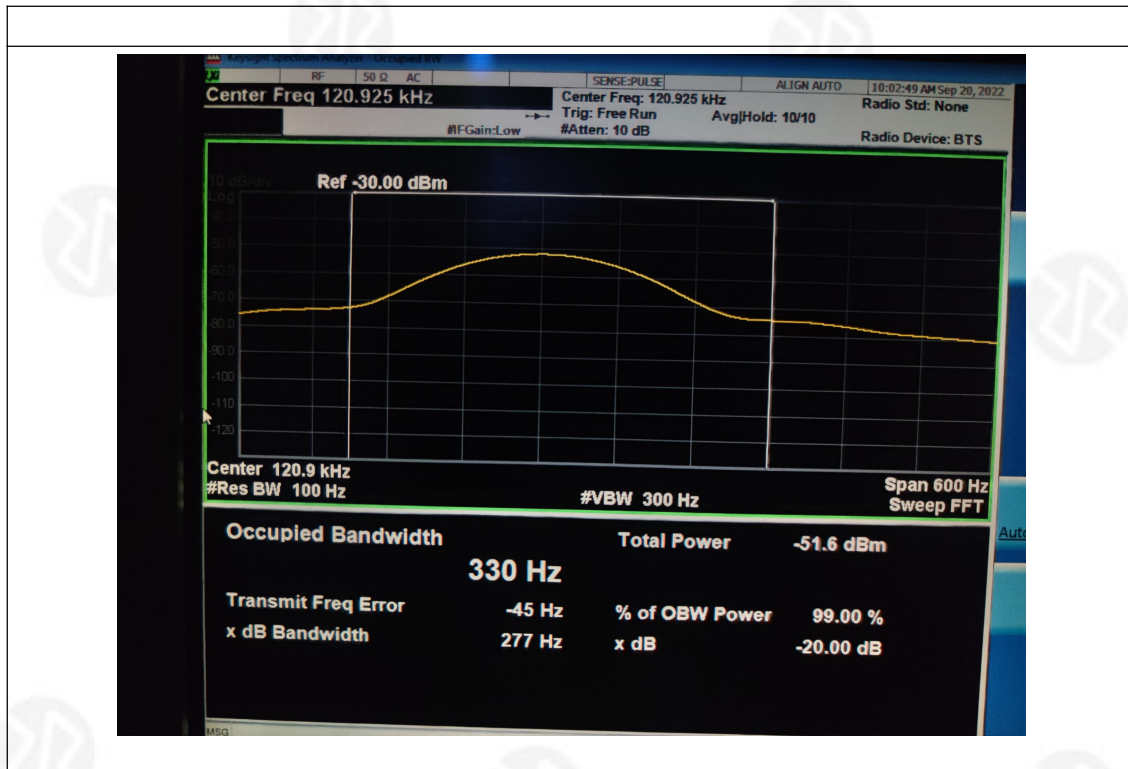 Keysight Spectrum Analyzer - Occupied BW
RF 50 Ω AC SENSE:PULSE ALIGN AUTO 10:02:49 AM Sep 20, 2022
Center Freq 120.925 kHz Center Freq: 120.925 kHz Radio Std: None
Trig: Free Run Avg|Hold: 10/10
#IFGain:Low #Atten: 10 dB Radio Device: BTS
10 dB/div Ref -30.00 dBm
Log
-40.0
-50.0
-60.0
-70.0
-80.0
-90.0
-100
-110
-120
Center 120.9 kHz Span 600 Hz
#Res BW 100 Hz #VBW 300 Hz Sweep FFT
Auto
Occupied Bandwidth Total Power -51.6 dBm
330 Hz
Transmit Freq Error -45 Hz % of OBW Power 99.00 %
x dB Bandwidth 277 Hz x dB -20.00 dB
MSG